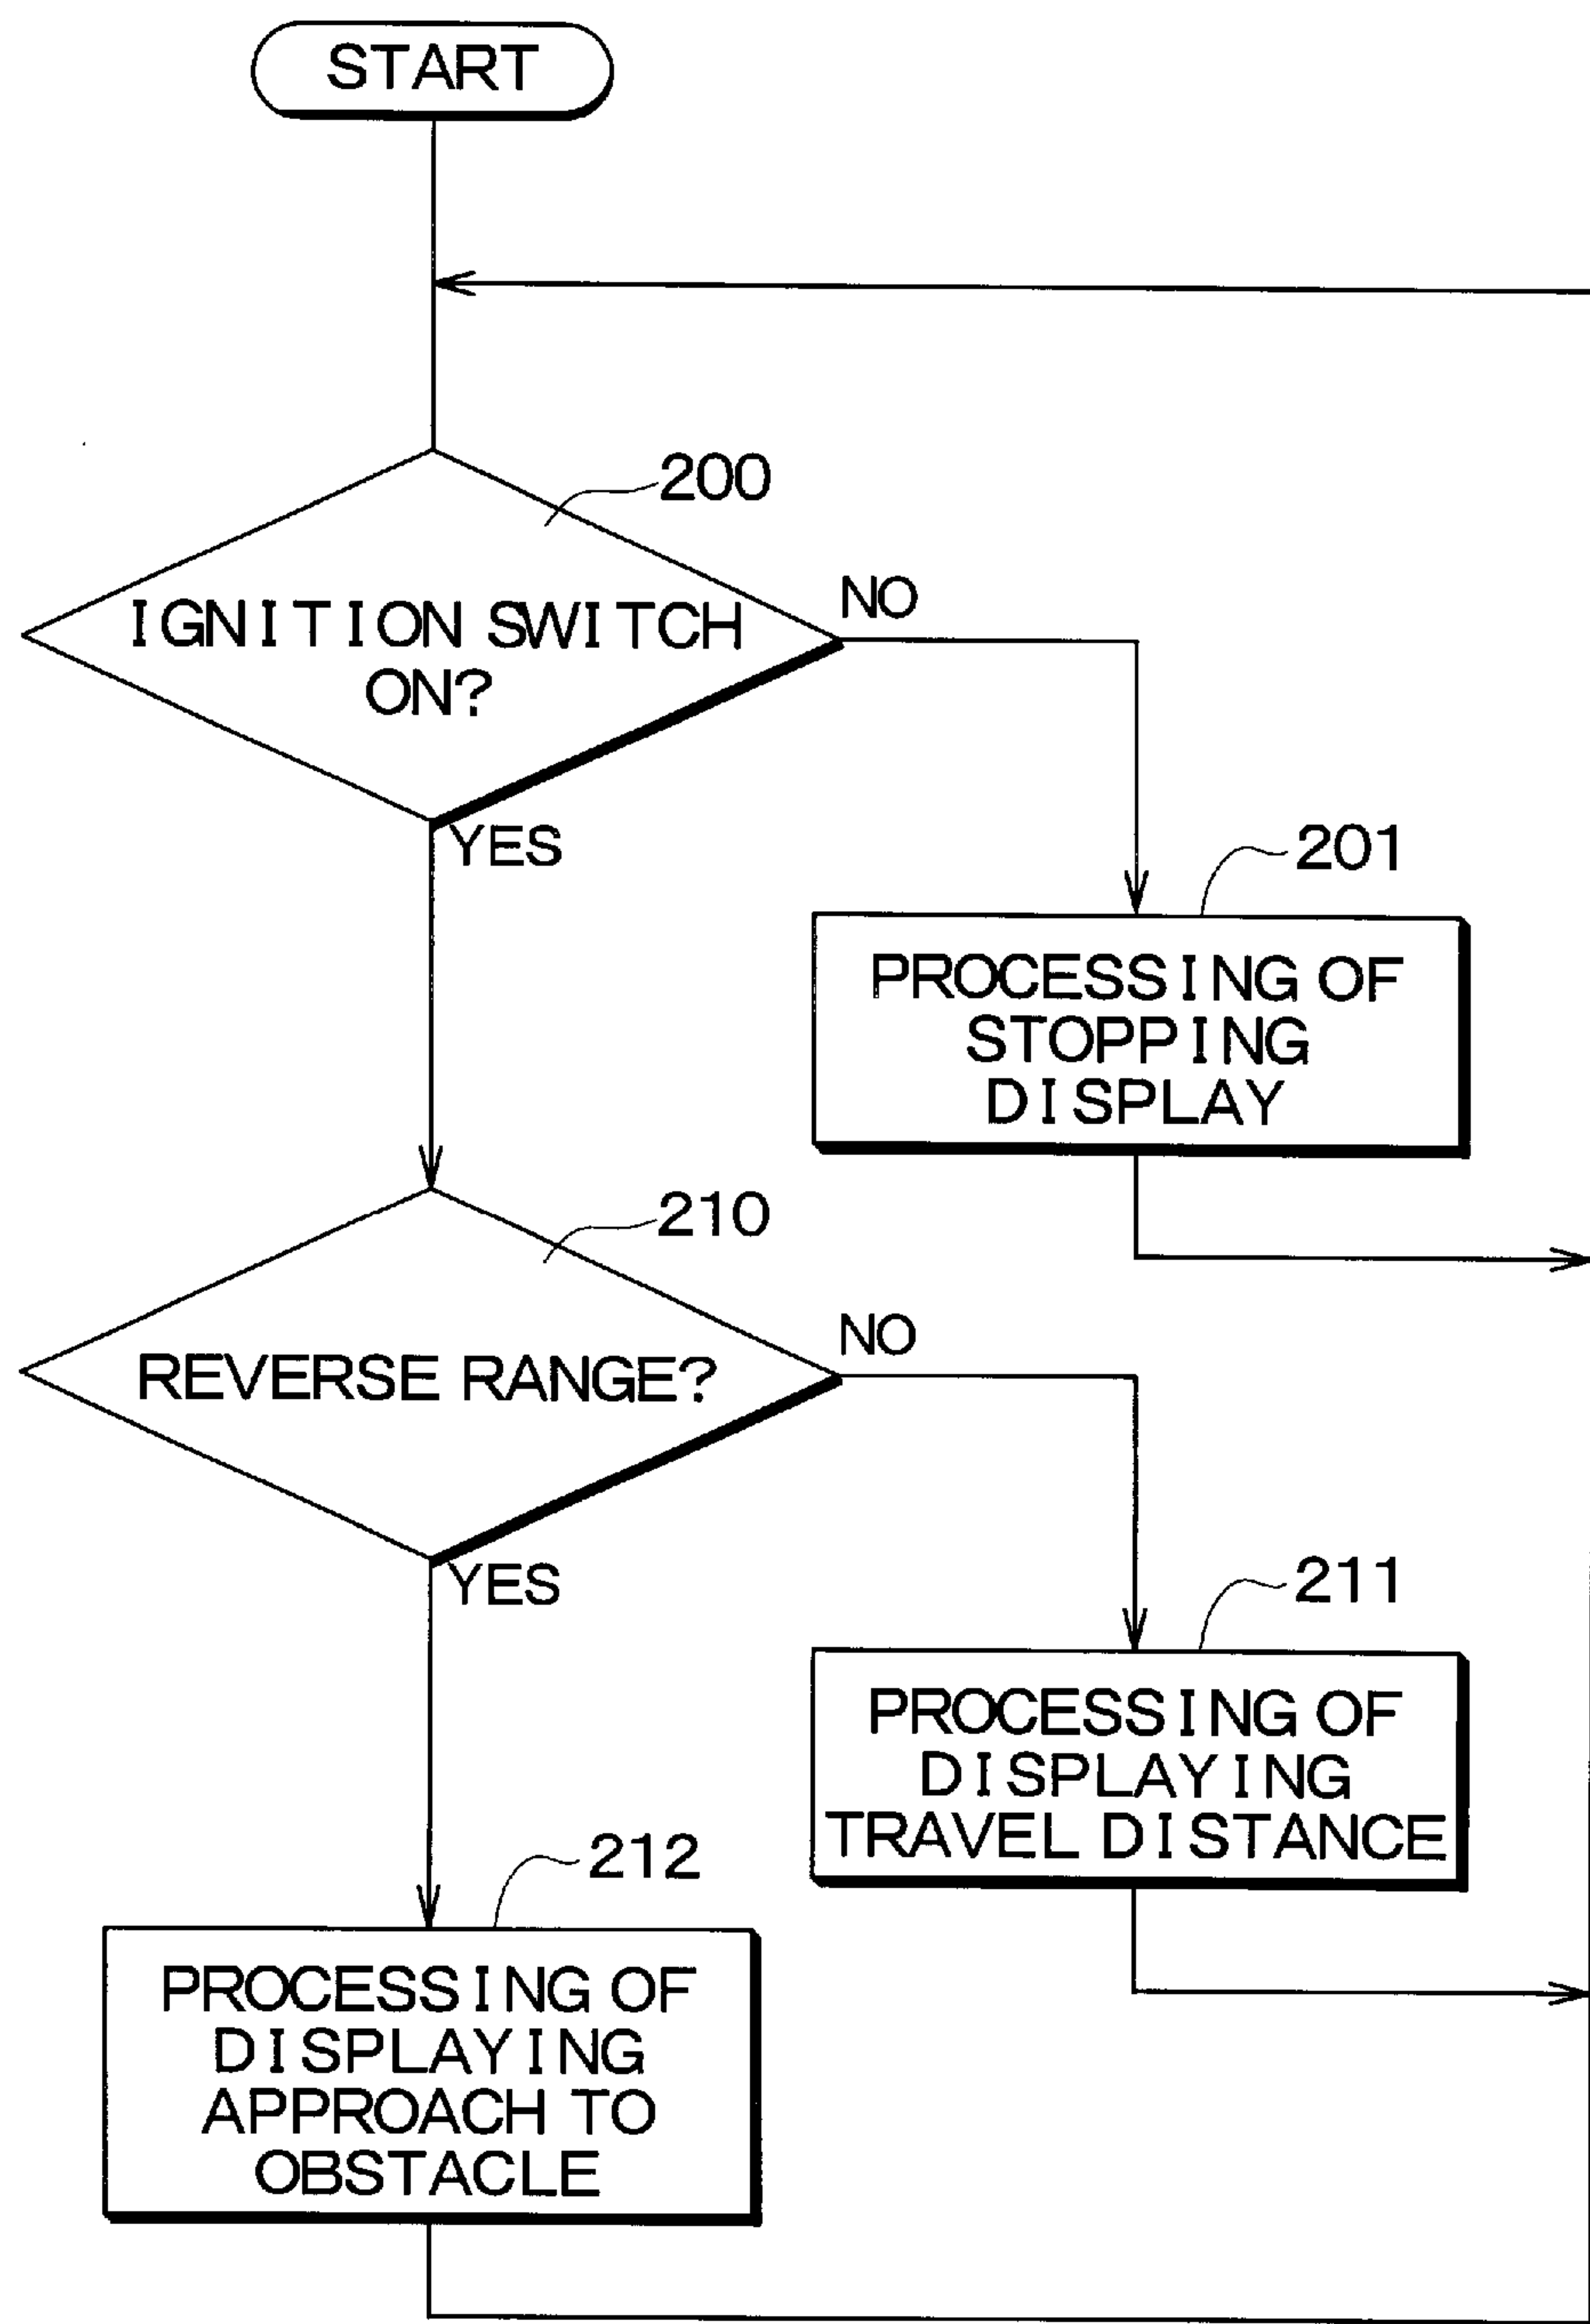 START
200
IGNITION SWITCH
ON?
NO
YES
201
PROCESSING OF
STOPPING
DISPLAY
210
REVERSE RANGE?
NO
YES
211
PROCESSING OF
DISPLAYING
TRAVEL DISTANCE
212
PROCESSING OF
DISPLAYING
APPROACH TO
OBSTACLE